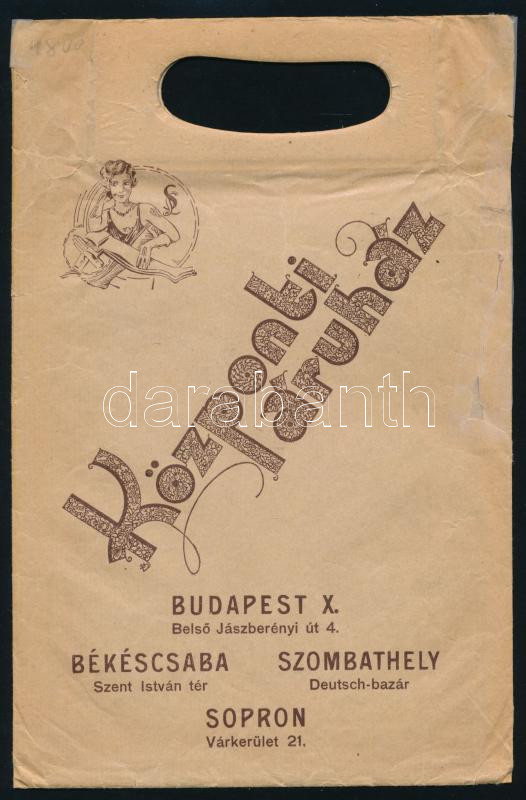 1800
Központi
áruház
darabanth
BUDAPEST X.
Belső Jászberényi út 4.
BÉKÉSCSABA SZOMBATHELY
Szent István tér Deutsch-bazár
SOPRON
Várkerület 21.